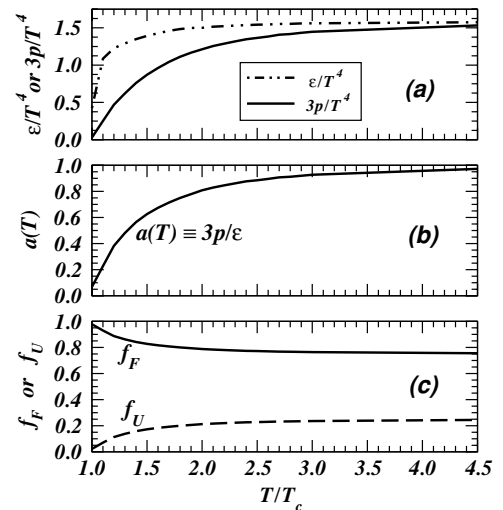 ε/T⁴ or 3p/T⁴
1.5
1.0
0.5
0.0
ε/T⁴
3p/T⁴
(a)
a(T)
1.0
0.8
0.6
0.4
0.2
0.0
a(T) ≡ 3p/ε
(b)
f_F or f_U
1.0
0.8
0.6
0.4
0.2
0.0
f_F
f_U
(c)
1.0 1.5 2.0 2.5 3.0 3.5 4.0 4.5
T/T_c